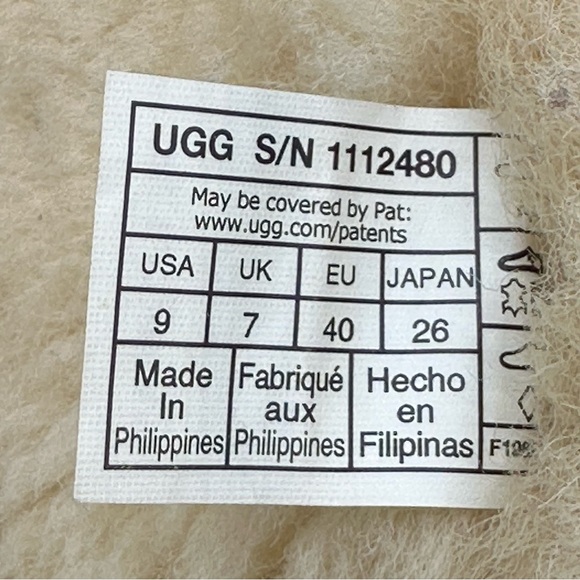 UGG S/N 1112480
May be covered by Pat:
www.ugg.com/patents
USA UK EU JAPAN
9 7 40 26
Made Fabriqué Hecho
In aux en
Philippines Philippines Filipinas